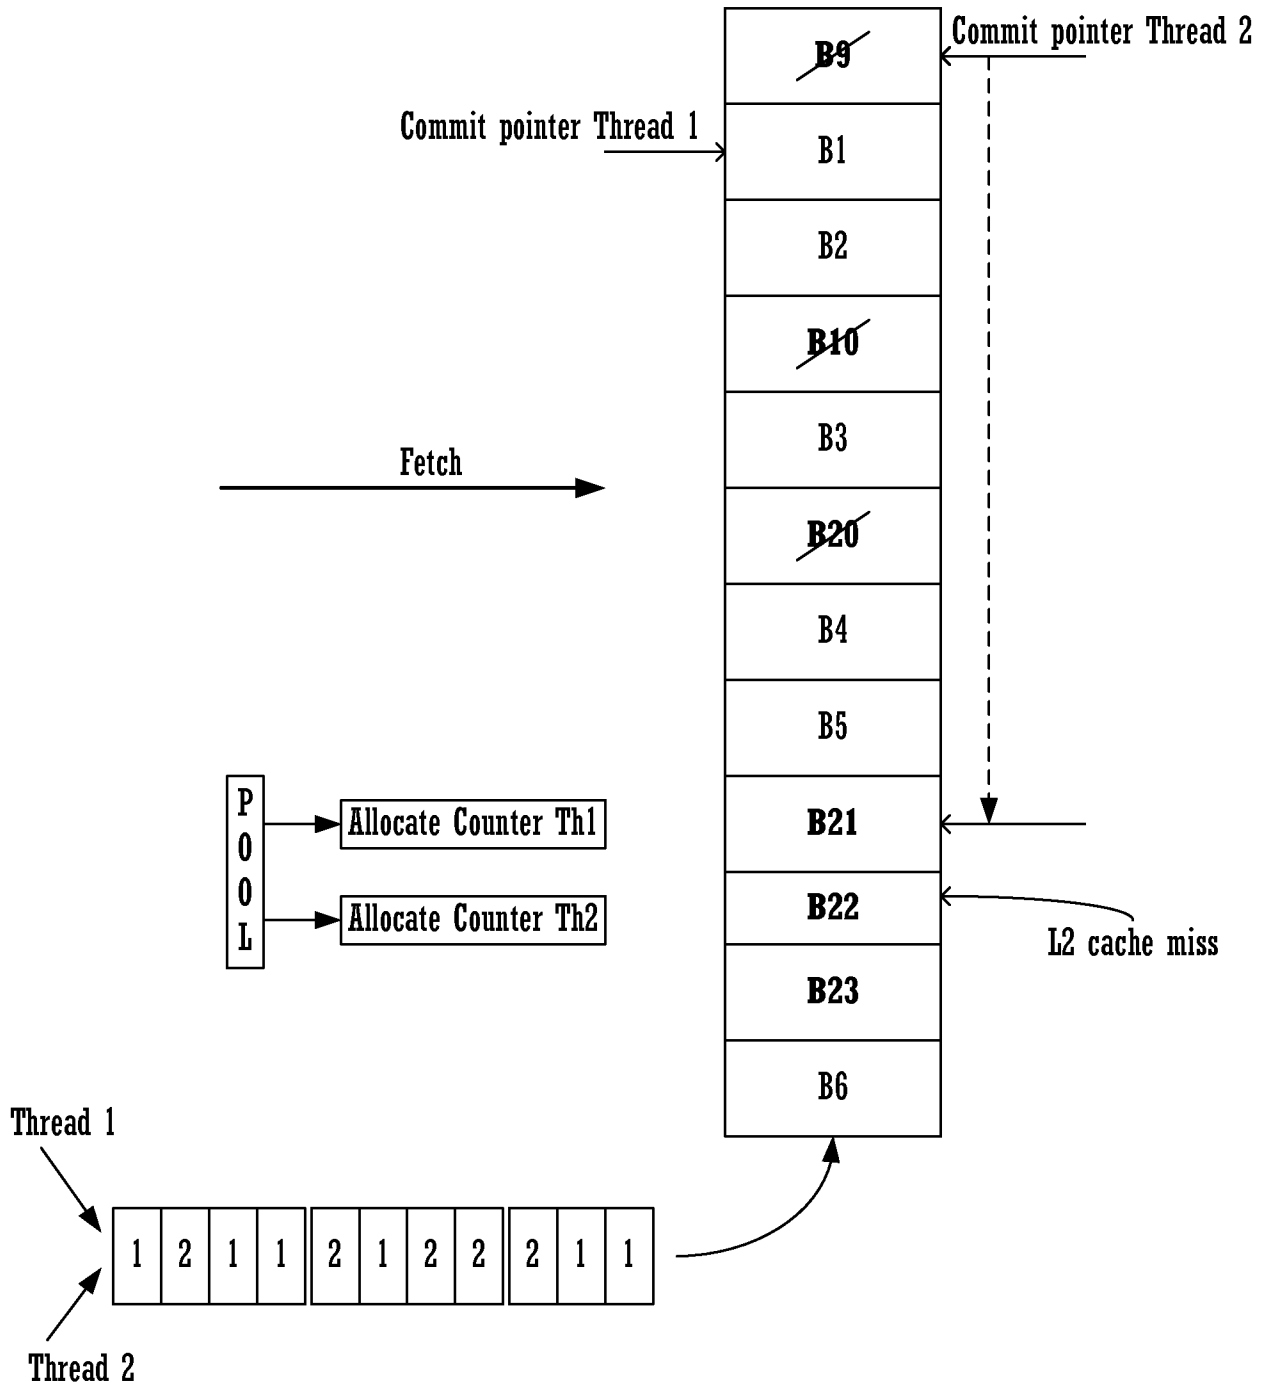 B9
Commit pointer Thread 2
Commit pointer Thread 1
B1
B2
B10
B3
Fetch
B20
B4
B5
POOL
Allocate Counter Th1
B21
Allocate Counter Th2
B22
L2 cache miss
B23
B6
Thread 1
1 2 1 1 2 1 2 2 2 1 1
Thread 2